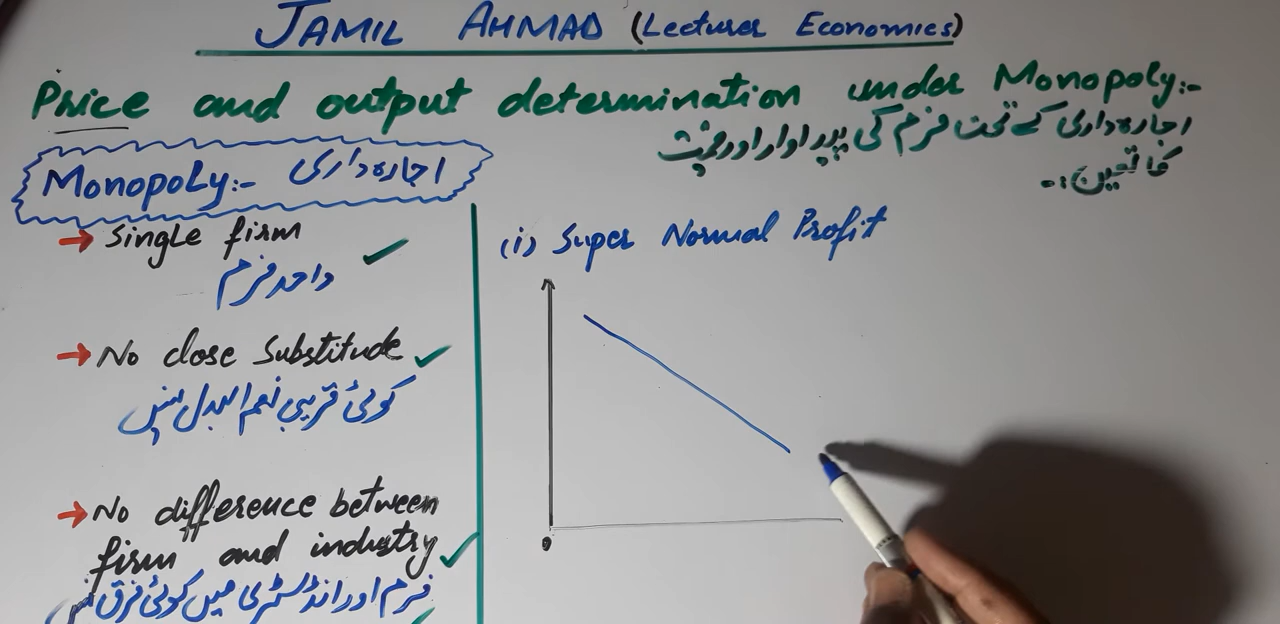 JAMIL AHMAD (Lecturer Economics)
Price and output determination under Monopoly:-
اجارہ داری کے تحت فرم کی پیداوار اور قیمت
کا تعین:-
Monopoly:- اجارہ داری
→ Single firm ✓
واحد فرم
→ No close Substitude ✓
کوئی قریبی نعم البدل نہیں
→ No difference between
firm and industry ✓
فرم اور انڈسٹری میں کوئی فرق نہیں
(i) Super Normal Profit
0